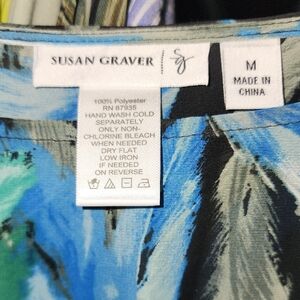 SUSAN GRAVER
sg
M
MADE IN
CHINA
100% Polyester
RN 87935
HAND WASH COLD
SEPARATELY
ONLY NON-
CHLORINE BLEACH
WHEN NEEDED
DRY FLAT
LOW IRON
IF NEEDED
ON REVERSE